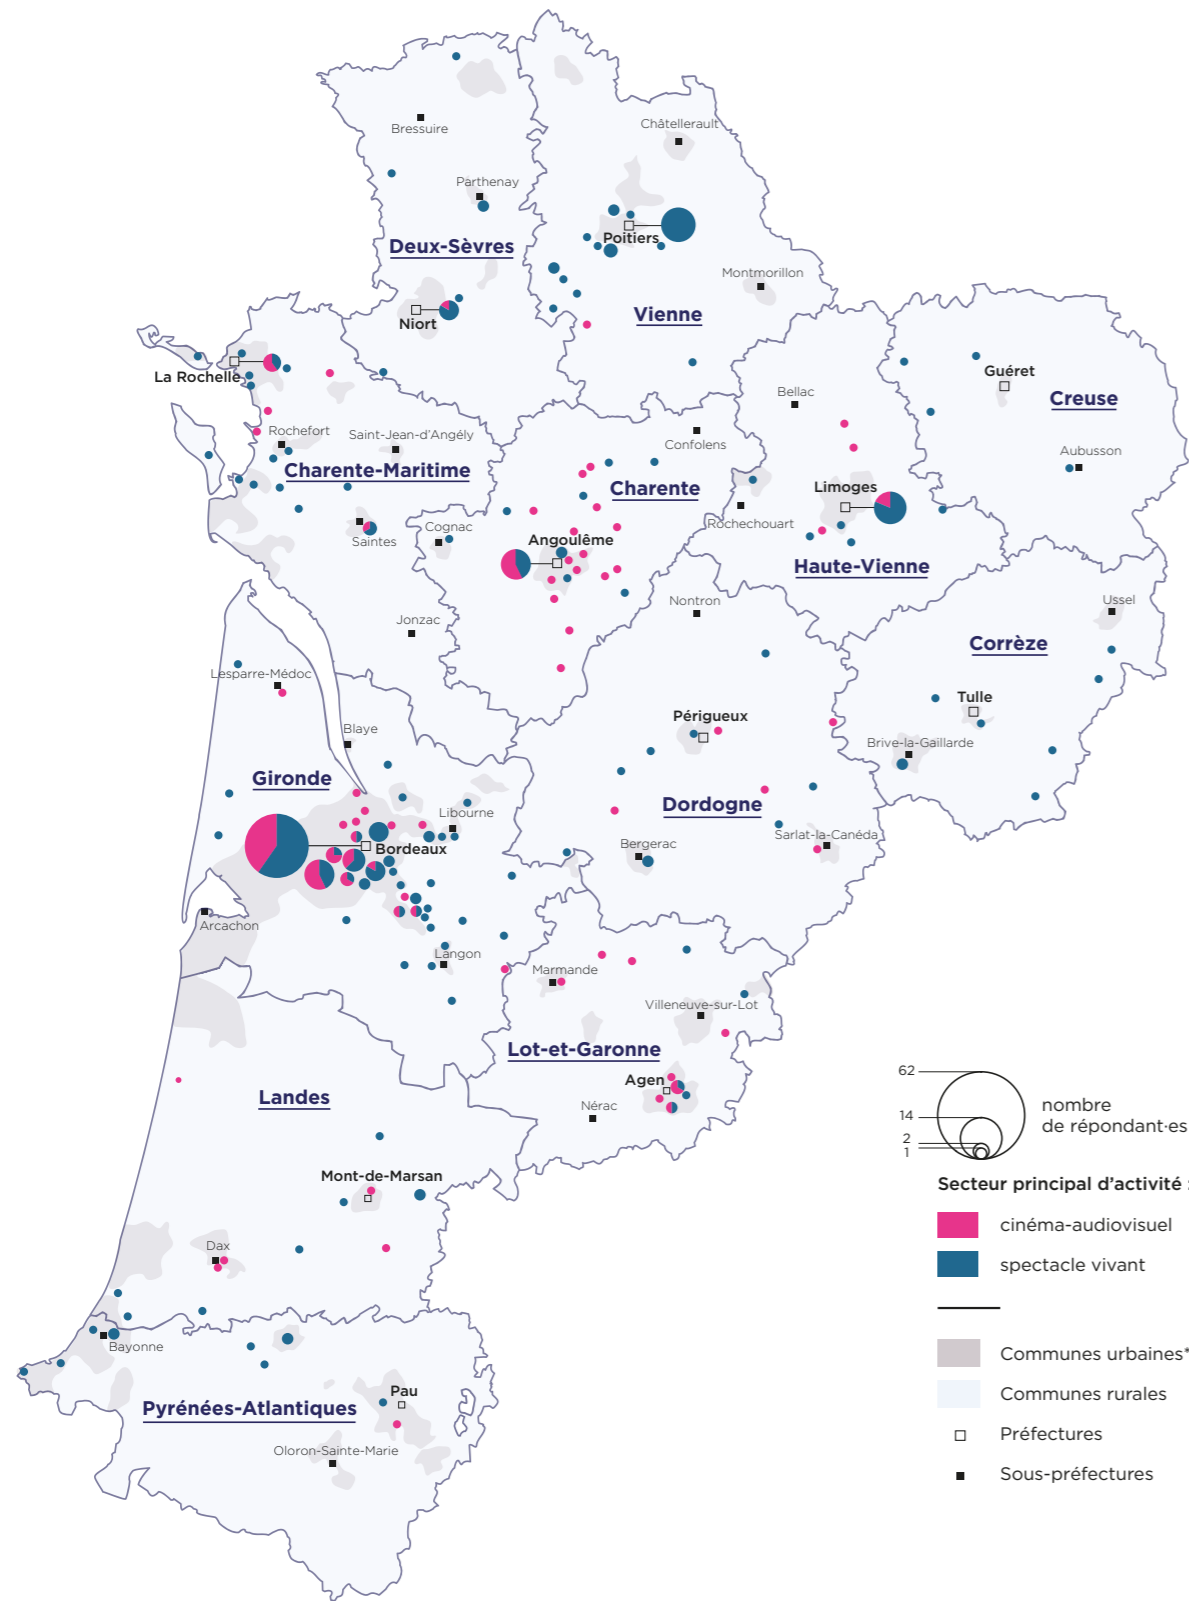 Châtellerault
Bressuire
Parthenay
Deux-Sèvres
Poitiers
Montmorillon
Vienne
Niort
La Rochelle
Guéret
Creuse
Bellac
Rochefort
Saint-Jean-d'Angély
Confolens
Charente-Maritime
Aubusson
Charente
Limoges
Rochechouart
Cognac
Saintes
Angoulême
Haute-Vienne
Ussel
Nontron
Jonzac
Corrèze
Lesparre-Médoc
Tulle
Périgueux
Blaye
Brive-la-Gaillarde
Gironde
Dordogne
Libourne
Sarlat-la-Canéda
Bergerac
Bordeaux
Arcachon
Langon
Marmande
Villeneuve-sur-Lot
Lot-et-Garonne
Agen
Landes
Nérac
Mont-de-Marsan
Dax
Bayonne
Pau
Pyrénées-Atlantiques
Oloron-Sainte-Marie
62
14
2
1
nombre
de répondant·es
Secteur principal d'activité :
cinéma-audiovisuel
spectacle vivant
Communes urbaines*
Communes rurales
Préfectures
Sous-préfectures